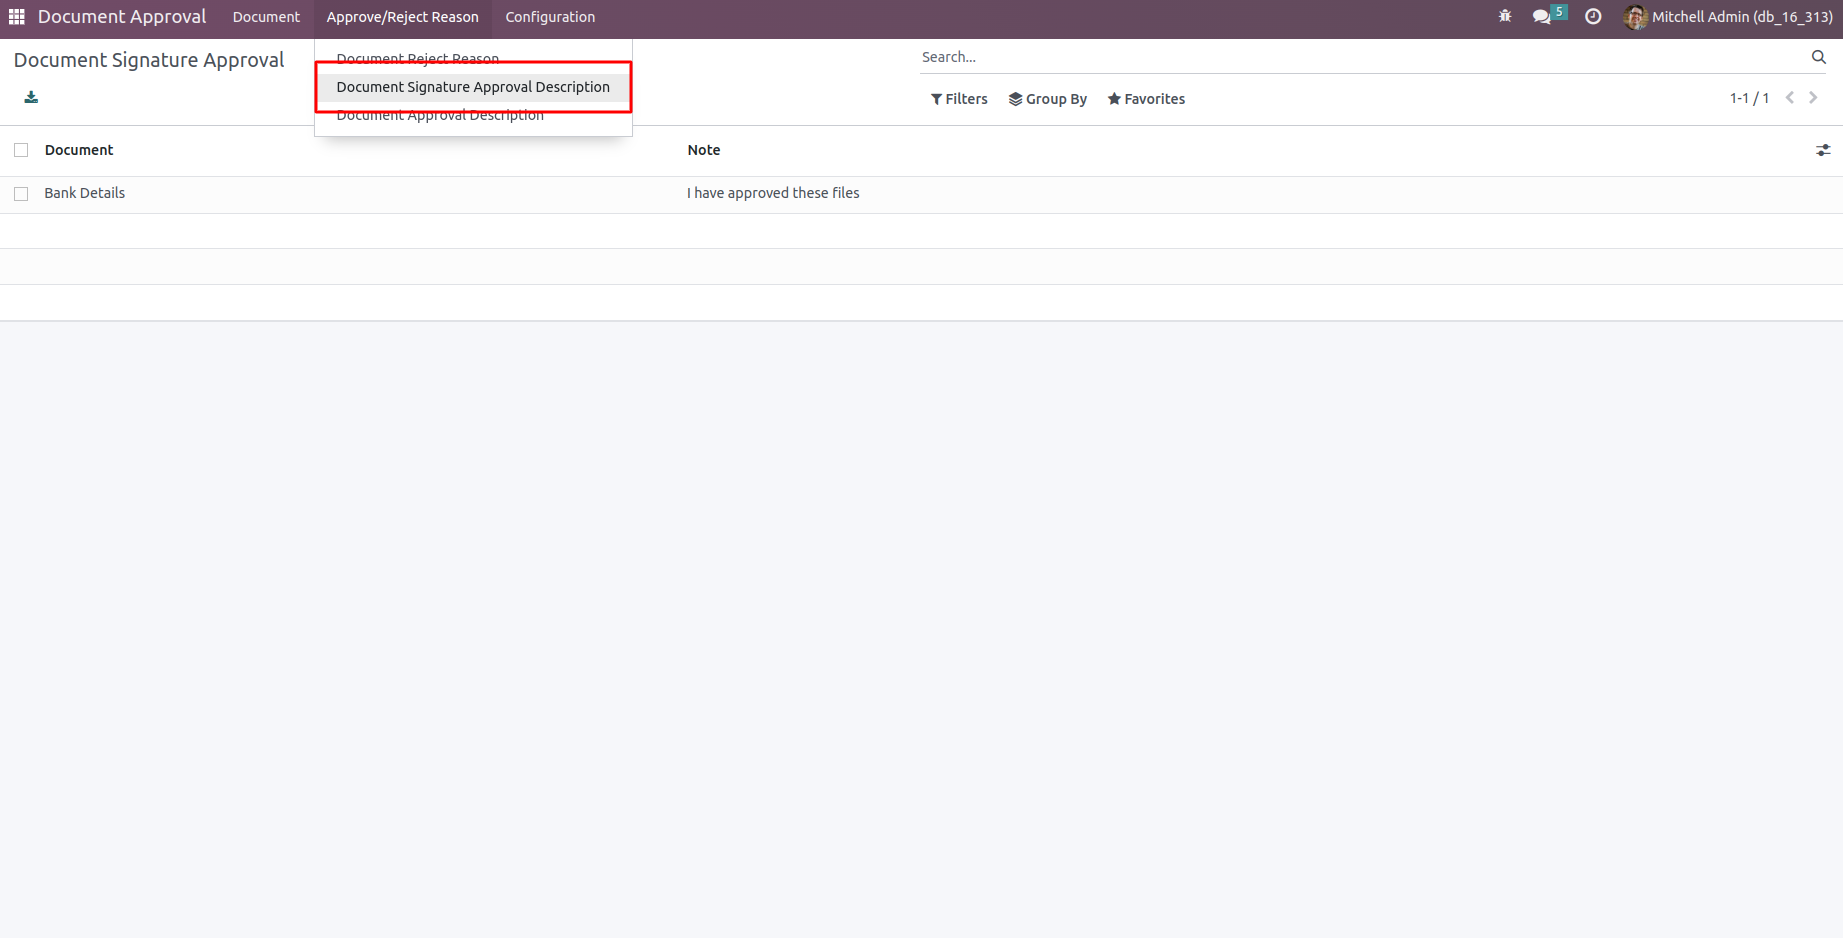 Document Approval Document Approve/Reject Reason Configuration 5 Mitchell Admin (db_16_313)
Document Signature Approval
Document Reject Reason
Document Signature Approval Description
Document Approval Description
Search...
Filters Group By Favorites 1-1 / 1
Document Note
Bank Details I have approved these files